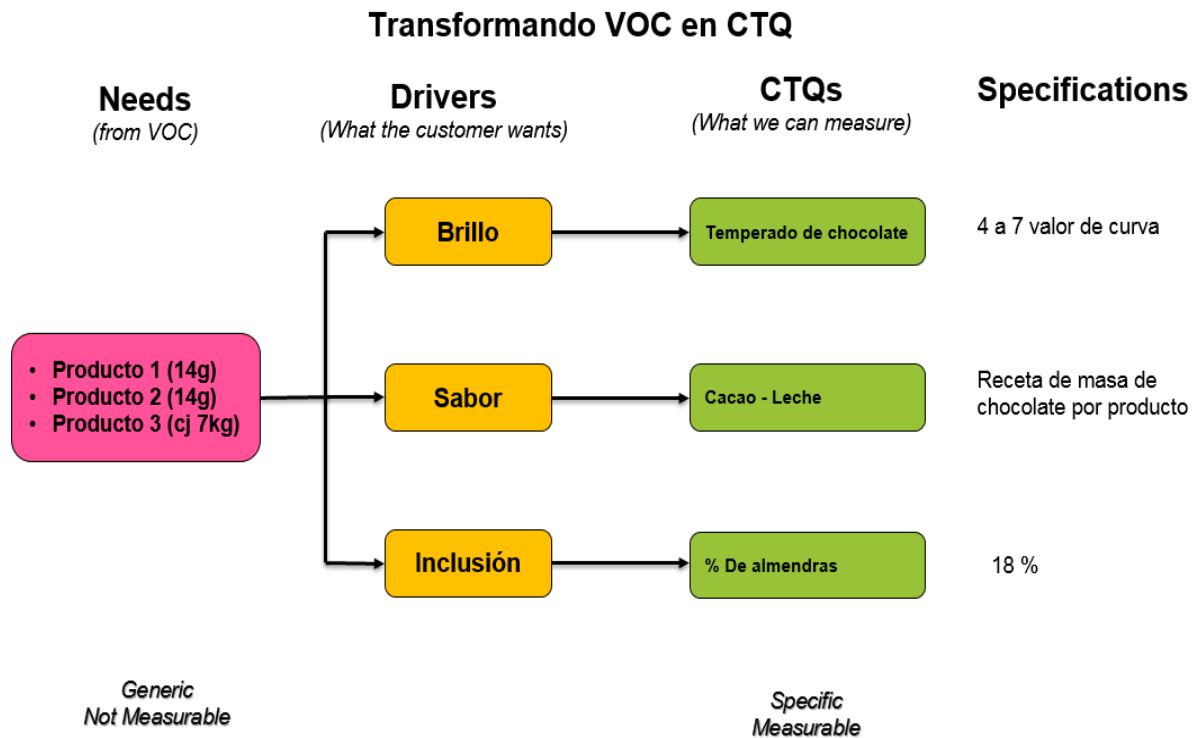 Transformando VOC en CTQ
Needs
(from VOC)
Drivers
(What the customer wants)
CTQs
(What we can measure)
Specifications
• Producto 1 (14g)
• Producto 2 (14g)
• Producto 3 (cj 7kg)
Brillo
Temperado de chocolate
4 a 7 valor de curva
Sabor
Cacao - Leche
Receta de masa de
chocolate por producto
Inclusión
% De almendras
18 %
Generic
Not Measurable
Specific
Measurable